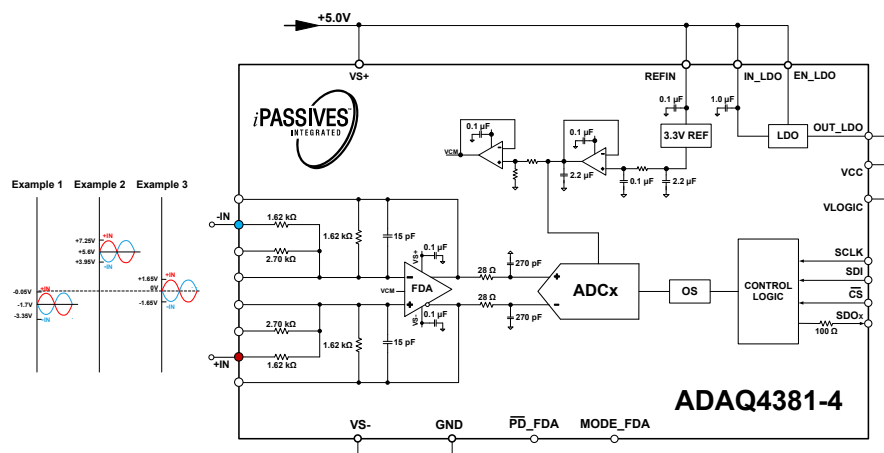 +5.0V
VS+
REFIN
IN_LDO
EN_LDO
iPASSIVES™
INTEGRATED
0.1 µF
0.1 µF
0.1 µF
1.0 µF
3.3V REF
LDO
OUT_LDO
VCM
2.2 µF
0.1 µF
2.2 µF
VCC
VLOGIC
Example 1
Example 2
Example 3
+7.25V
+IN
+5.6V
+3.95V
-IN
+1.65V
+IN
0V
-1.65V
-IN
-0.05V
+IN
-1.7V
-3.35V
-IN
-IN
1.62 kΩ
2.70 kΩ
1.62 kΩ
15 pF
VS+
0.1 µF
FDA
VCM
VS-
0.1 µF
28 Ω
28 Ω
270 pF
270 pF
ADCx
OS
CONTROL
LOGIC
SCLK
SDI
CS
SDOx
100 Ω
2.70 kΩ
1.62 kΩ
1.62 kΩ
15 pF
+IN
ADAQ4381-4
VS-
GND
PD_FDA
MODE_FDA